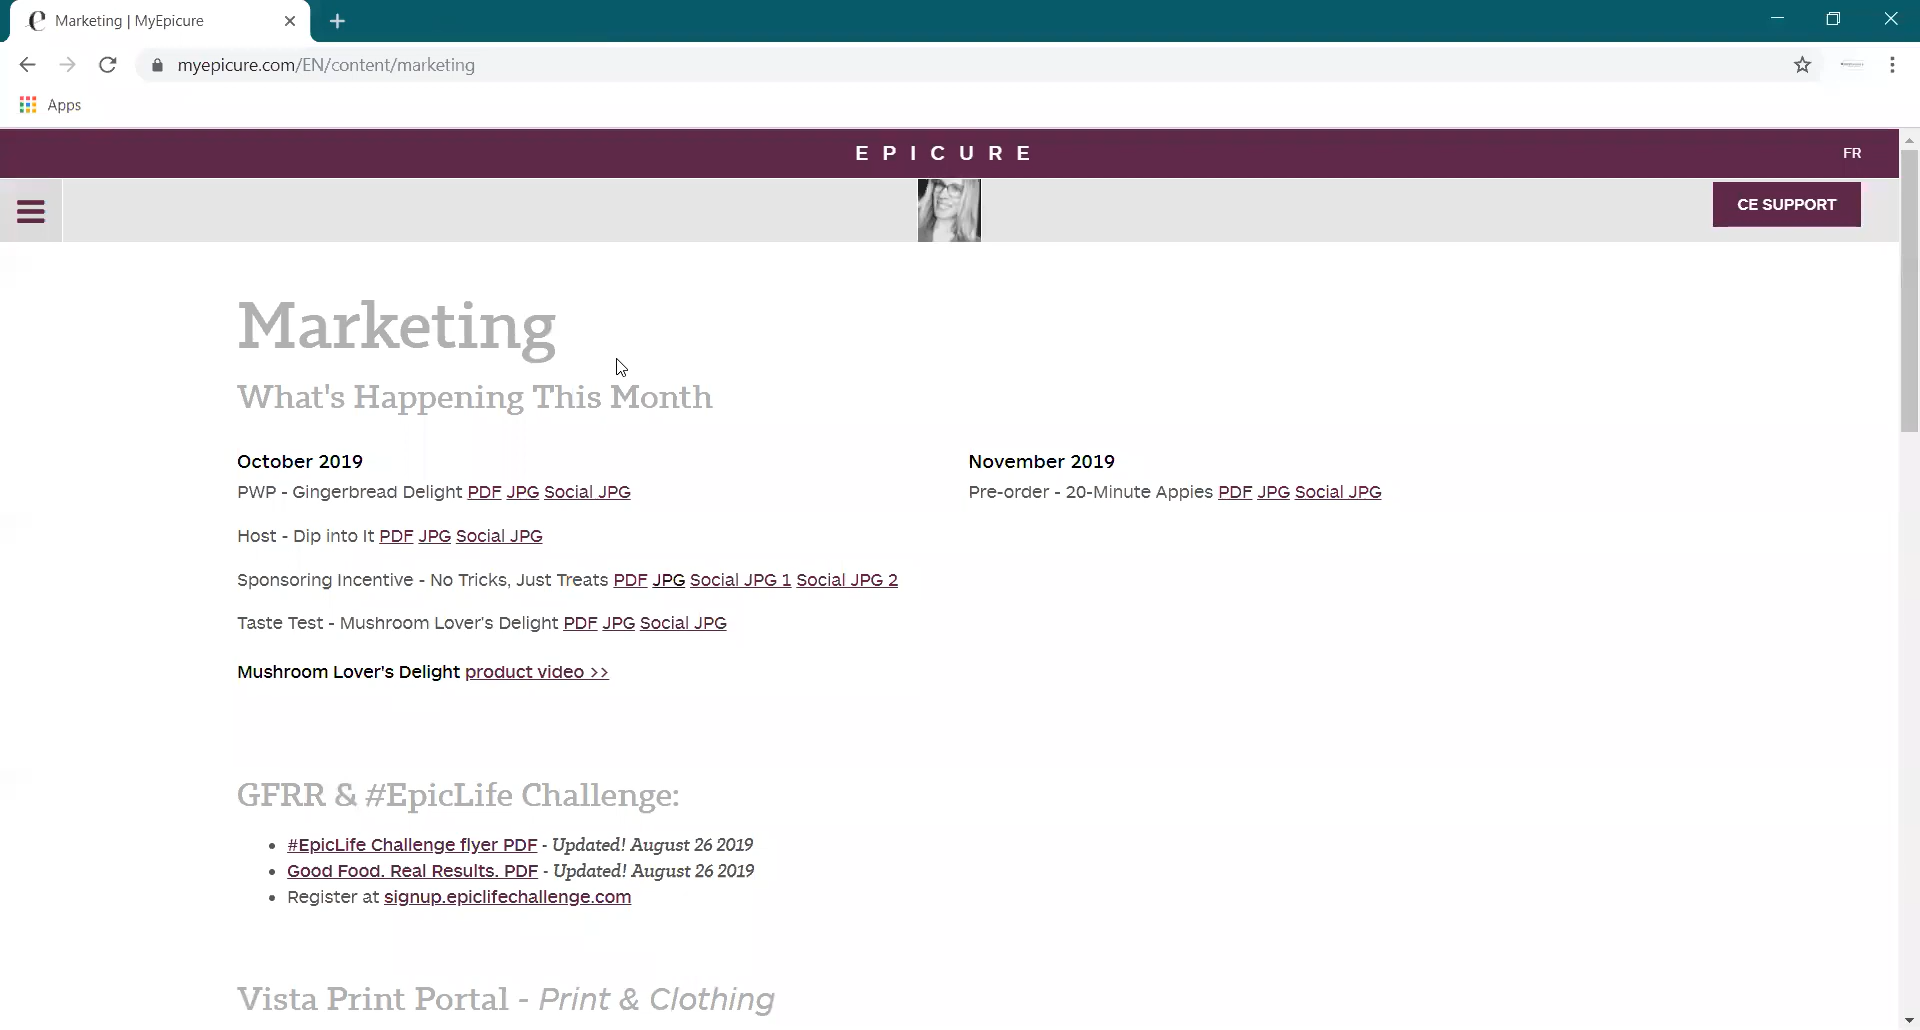 Marketing | MyEpicure
myepicure.com/EN/content/marketing
Apps
EPICURE
FR
CE SUPPORT
Marketing
What's Happening This Month
October 2019
PWP - Gingerbread Delight PDF JPG Social JPG
Host - Dip into It PDF JPG Social JPG
Sponsoring Incentive - No Tricks, Just Treats PDF JPG Social JPG 1 Social JPG 2
Taste Test - Mushroom Lover's Delight PDF JPG Social JPG
Mushroom Lover's Delight product video >>
November 2019
Pre-order - 20-Minute Appies PDF JPG Social JPG
GFRR & #EpicLife Challenge:
• #EpicLife Challenge flyer PDF - Updated! August 26 2019
• Good Food. Real Results. PDF - Updated! August 26 2019
• Register at signup.epiclifechallenge.com
Vista Print Portal - Print & Clothing